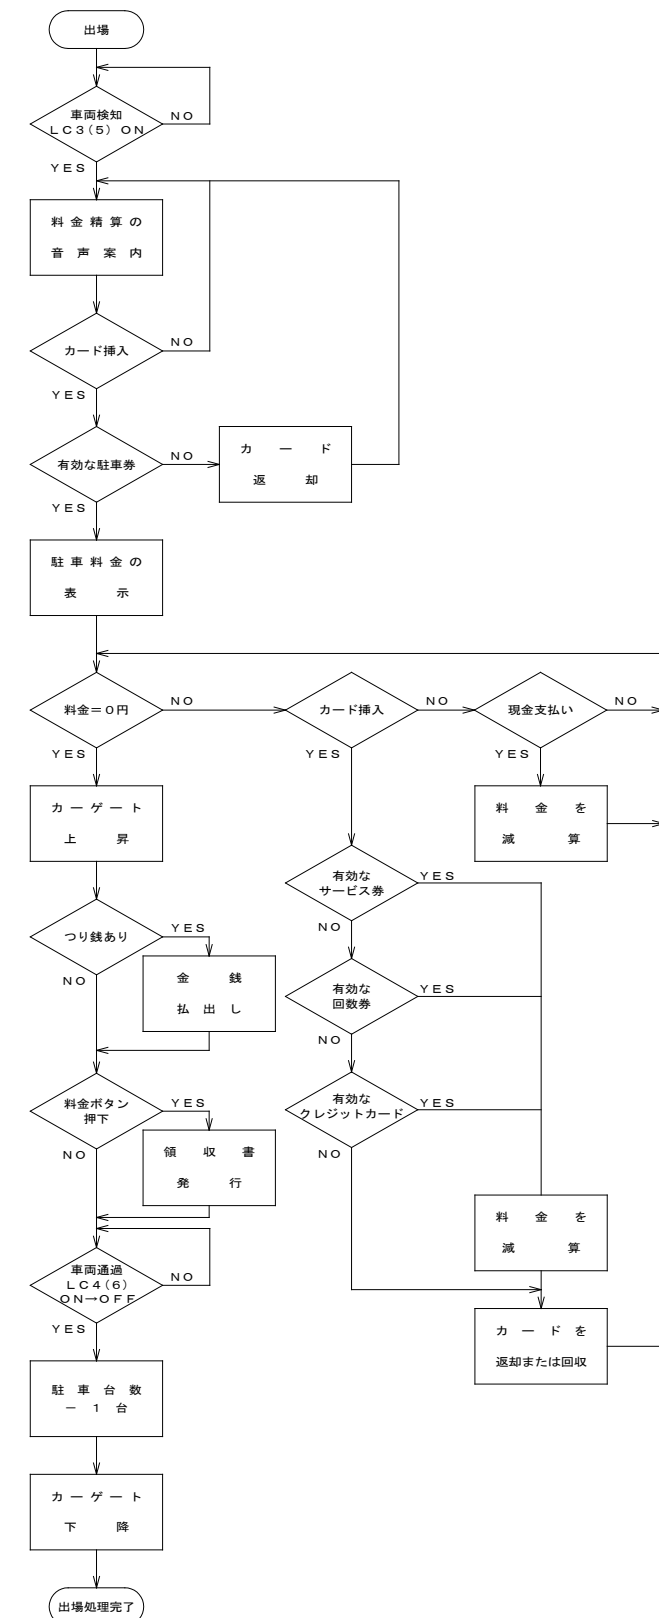 出場
車両検知
LC3(5) ON
NO
YES
料金精算の
音声案内
カード挿入
NO
YES
有効な駐車券
NO
カード
返却
YES
駐車料金の
表示
料金=0円
NO
カード挿入
NO
現金支払い
NO
YES
YES
YES
カーゲート
上昇
料金を
減算
有効な
サービス券
YES
NO
つり銭あり
YES
NO
金銭
払出し
有効な
回数券
YES
NO
料金ボタン
押下
YES
NO
有効な
クレジットカード
YES
NO
領収書
発行
料金を
減算
車両通過
LC4(6)
ON→OFF
NO
YES
カードを
返却または回収
駐車台数
-1台
カーゲート
下降
出場処理完了